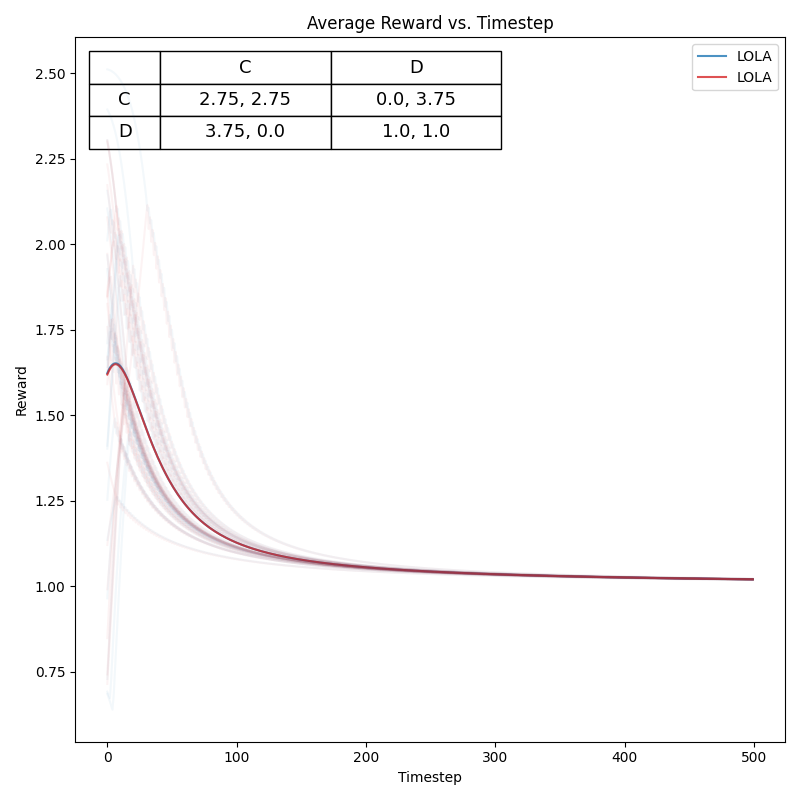 Average Reward vs. Timestep
C D
C 2.75, 2.75 0.0, 3.75
D 3.75, 0.0 1.0, 1.0
LOLA
LOLA
2.50
2.25
2.00
1.75
1.50
1.25
1.00
0.75
Reward
0 100 200 300 400 500
Timestep